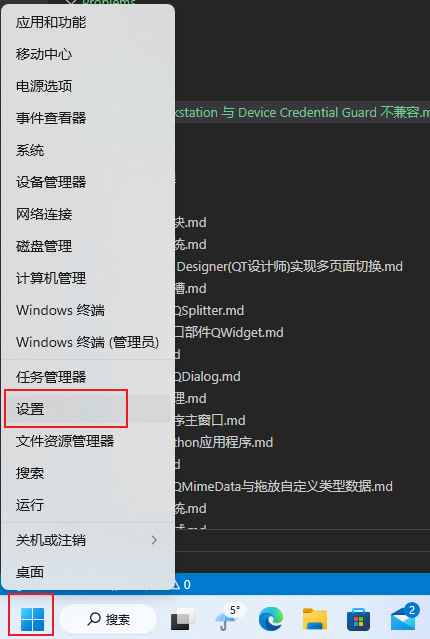 Problems
应用和功能
移动中心
电源选项
事件查看器
系统
设备管理器
网络连接
磁盘管理
计算机管理
Windows 终端
Windows 终端 (管理员)
任务管理器
设置
文件资源管理器
搜索
运行
关机或注销
桌面
kstation 与 Device Credential Guard 不兼容.m
块.md
统.md
Designer(QT设计师)实现多页面切换.md
槽.md
QSplitter.md
口部件QWidget.md
d
QDialog.md
理.md
序主窗口.md
thon应用程序.md
d
QMimeData与拖放自定义类型数据.md
统.md
0
搜索
5°
2